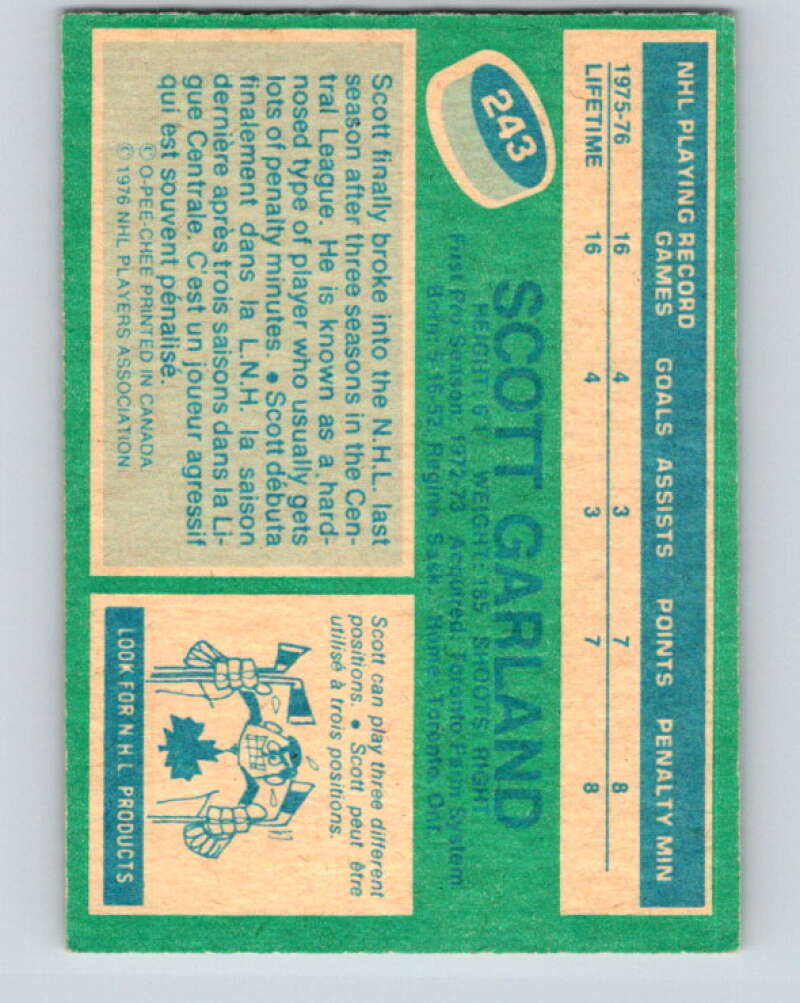 NHL PLAYING RECORD
GAMES GOALS ASSISTS POINTS PENALTY MIN
1975-76 16 4 3 7 8
LIFETIME 16 4 3 7 8
243
SCOTT GARLAND
HEIGHT: 6'1 WEIGHT: 185 SHOOTS RIGHT
First Pro Season 1972-73 Acquired: Toronto Farm System
Born: 5-16-52, Regina, Sask. Home: Toronto, Ont.
Scott finally broke into the N.H.L. last
season after three seasons in the Cen-
tral League. He is known as a hard-
nosed type of player who usually gets
lots of penalty minutes. • Scott débuta
finalement dans la L.N.H. la saison
dernière après trois saisons dans la Li-
gue Centrale. C'est un joueur agressif
qui est souvent pénalisé.
© O-PEE-CHEE PRINTED IN CANADA
© 1976 NHL PLAYERS ASSOCIATION
Scott can play three different
positions. • Scott peut être
utilisé à trois positions.
LOOK FOR N.H.L. PRODUCTS